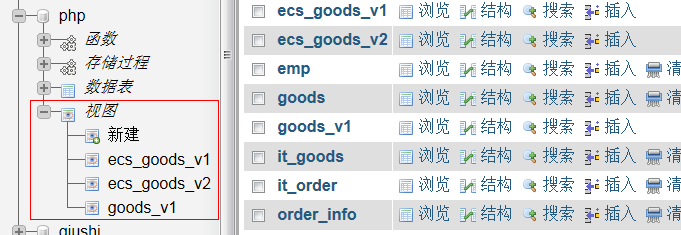 php
函数
存储过程
数据表
视图
新建
ecs_goods_v1
ecs_goods_v2
goods_v1
qiushi
ecs_goods_v1 浏览 结构 搜索 插入
ecs_goods_v2 浏览 结构 搜索 插入
emp 浏览 结构 搜索 插入 清
goods 浏览 结构 搜索 插入 清
goods_v1 浏览 结构 搜索 插入
it_goods 浏览 结构 搜索 插入 清
it_order 浏览 结构 搜索 插入 清
order_info 浏览 结构 搜索 插入 清